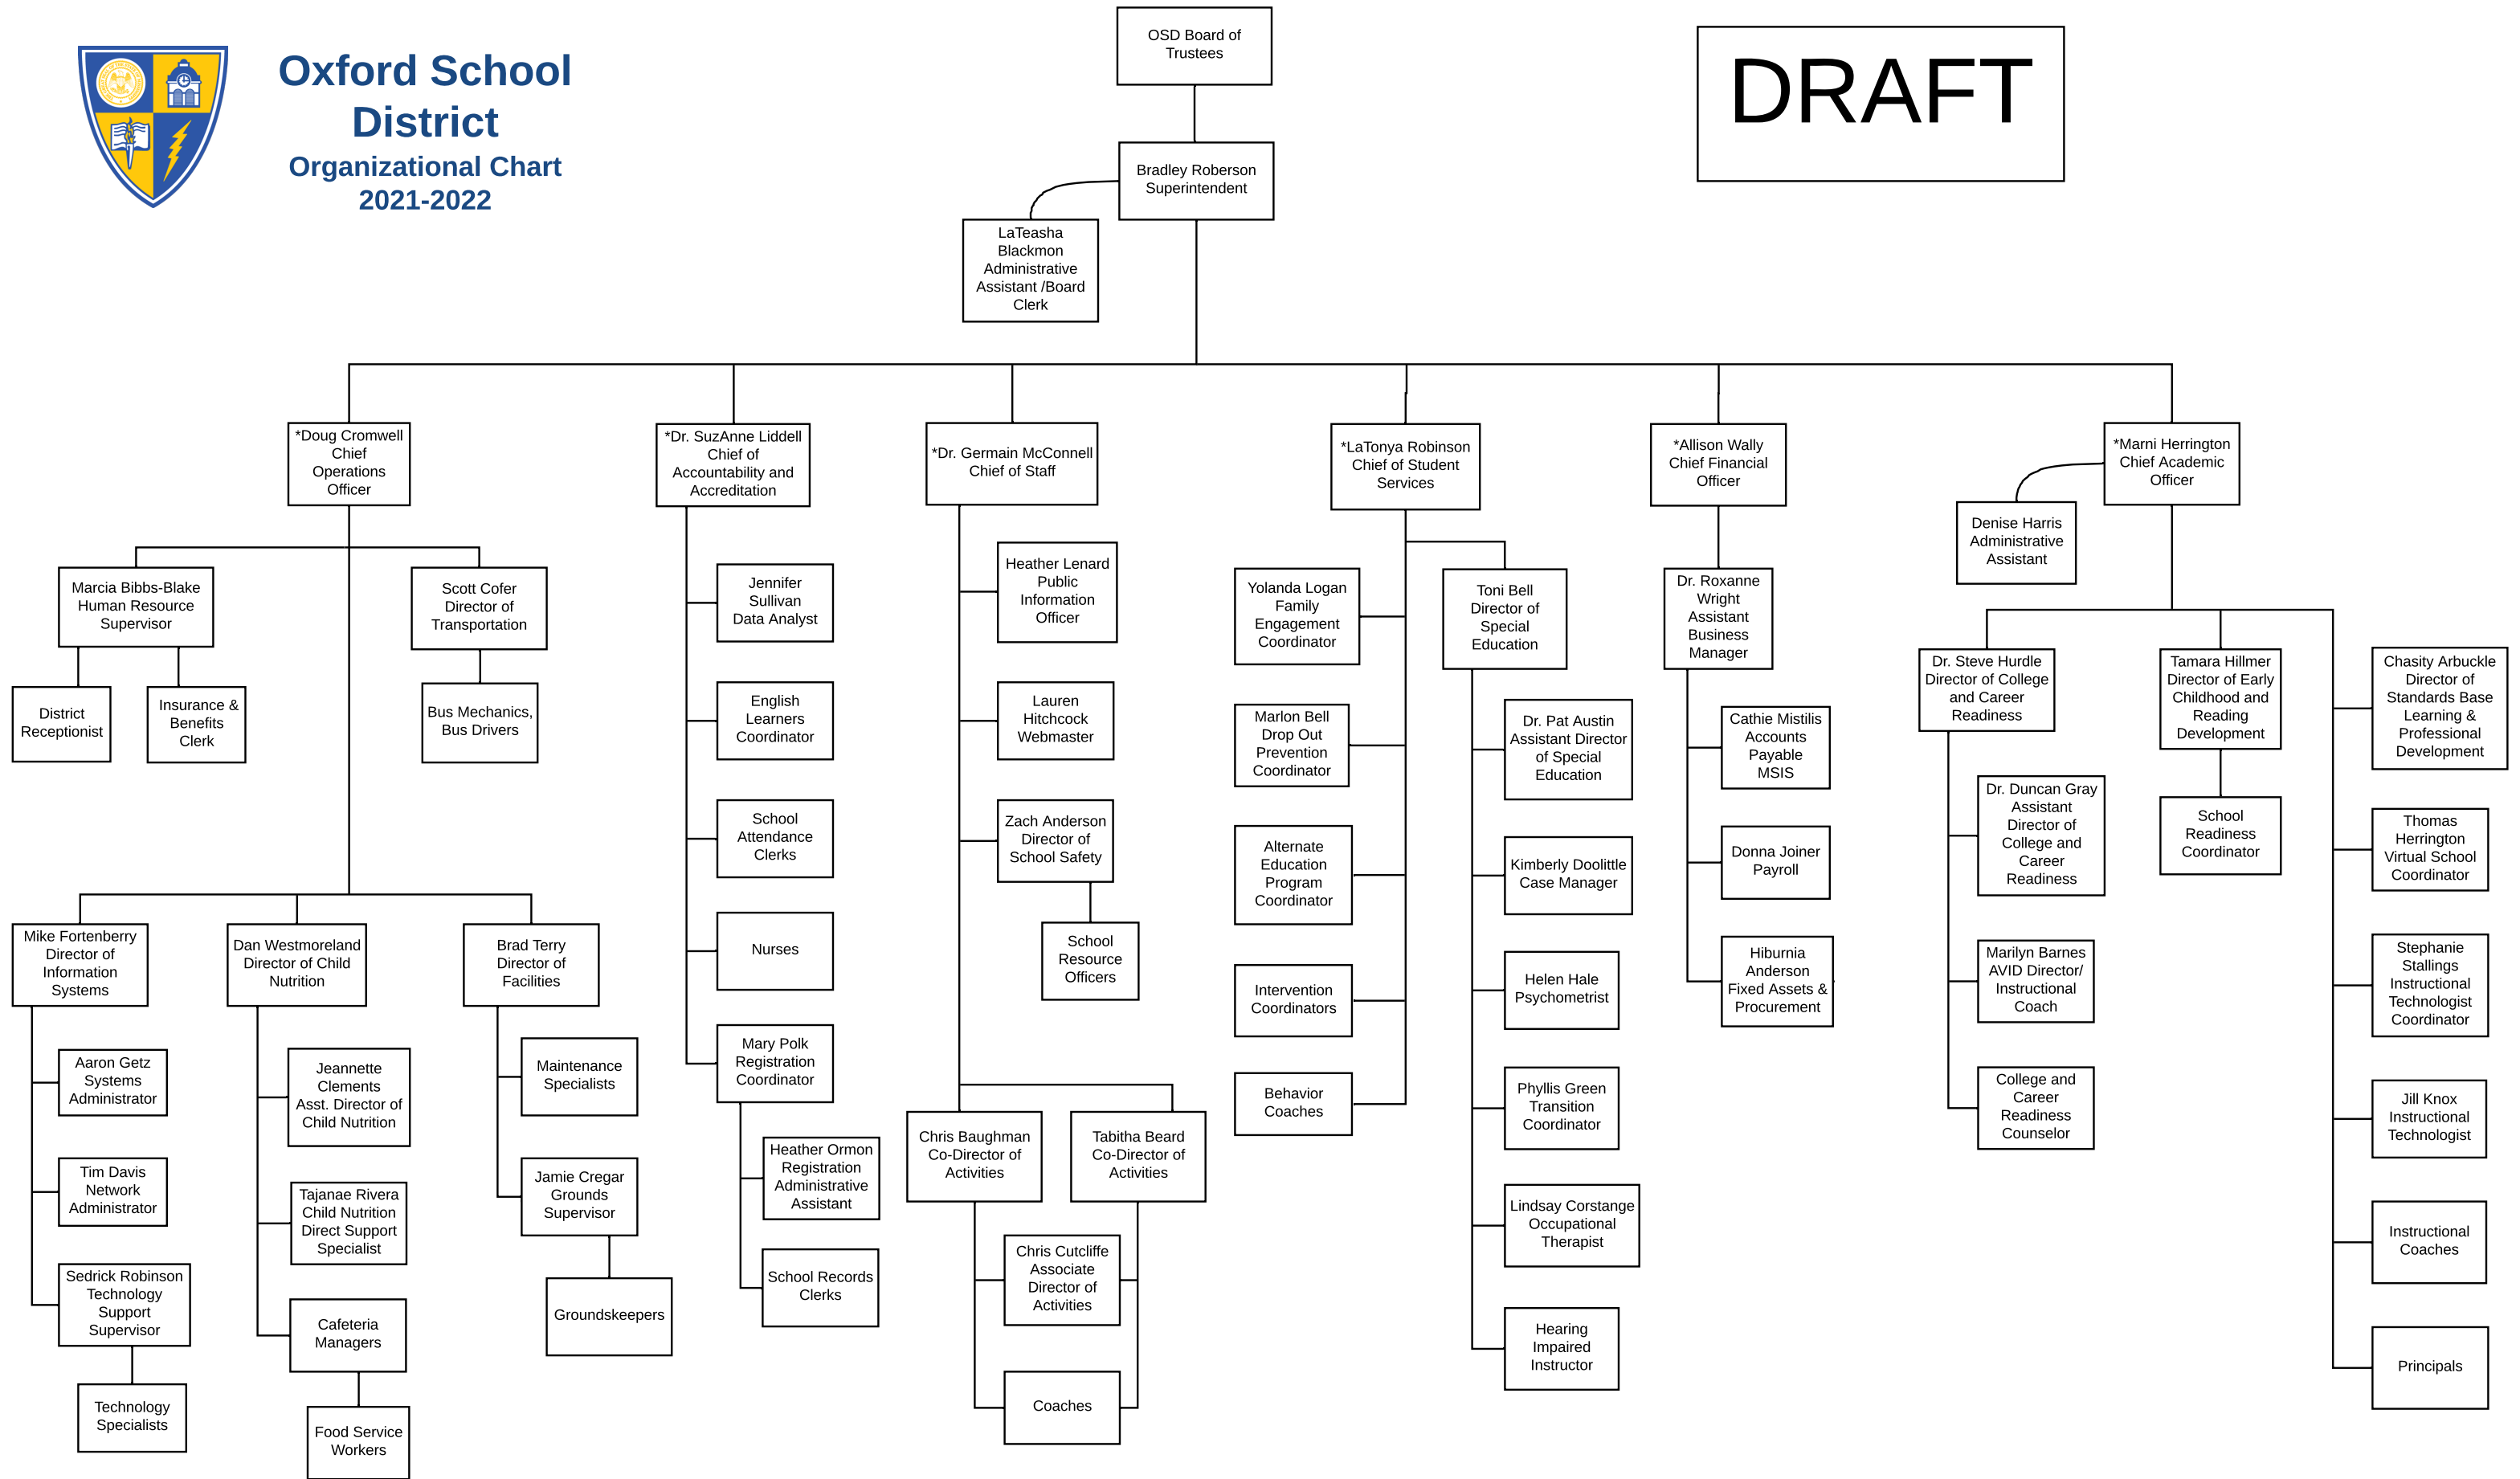 Oxford School
District
Organizational Chart
2021-2022
DRAFT
OSD Board of
Trustees
Bradley Roberson
Superintendent
LaTeasha
Blackmon
Administrative
Assistant /Board
Clerk
*Doug Cromwell
Chief
Operations
Officer
Marcia Bibbs-Blake
Human Resource
Supervisor
District
Receptionist
Insurance &
Benefits
Clerk
Scott Cofer
Director of
Transportation
Bus Mechanics,
Bus Drivers
Mike Fortenberry
Director of
Information
Systems
Aaron Getz
Systems
Administrator
Tim Davis
Network
Administrator
Sedrick Robinson
Technology
Support
Supervisor
Technology
Specialists
Dan Westmoreland
Director of Child
Nutrition
Jeannette
Clements
Asst. Director of
Child Nutrition
Tajanae Rivera
Child Nutrition
Direct Support
Specialist
Cafeteria
Managers
Food Service
Workers
Brad Terry
Director of
Facilities
Maintenance
Specialists
Jamie Cregar
Grounds
Supervisor
Groundskeepers
*Dr. SuzAnne Liddell
Chief of
Accountability and
Accreditation
Jennifer
Sullivan
Data Analyst
English
Learners
Coordinator
School
Attendance
Clerks
Nurses
Mary Polk
Registration
Coordinator
Heather Ormon
Registration
Administrative
Assistant
School Records
Clerks
*Dr. Germain McConnell
Chief of Staff
Heather Lenard
Public
Information
Officer
Lauren
Hitchcock
Webmaster
Zach Anderson
Director of
School Safety
School
Resource
Officers
Chris Baughman
Co-Director of
Activities
Tabitha Beard
Co-Director of
Activities
Chris Cutcliffe
Associate
Director of
Activities
Coaches
*LaTonya Robinson
Chief of Student
Services
Yolanda Logan
Family
Engagement
Coordinator
Marlon Bell
Drop Out
Prevention
Coordinator
Alternate
Education
Program
Coordinator
Intervention
Coordinators
Behavior
Coaches
Toni Bell
Director of
Special
Education
Dr. Pat Austin
Assistant Director
of Special
Education
Kimberly Doolittle
Case Manager
Helen Hale
Psychometrist
Phyllis Green
Transition
Coordinator
Lindsay Corstange
Occupational
Therapist
Hearing
Impaired
Instructor
*Allison Wally
Chief Financial
Officer
Dr. Roxanne
Wright
Assistant
Business
Manager
Cathie Mistilis
Accounts
Payable
MSIS
Donna Joiner
Payroll
Hiburnia
Anderson
Fixed Assets &
Procurement
*Marni Herrington
Chief Academic
Officer
Denise Harris
Administrative
Assistant
Dr. Steve Hurdle
Director of College
and Career
Readiness
Dr. Duncan Gray
Assistant
Director of
College and
Career
Readiness
Marilyn Barnes
AVID Director/
Instructional
Coach
College and
Career
Readiness
Counselor
Tamara Hillmer
Director of Early
Childhood and
Reading
Development
School
Readiness
Coordinator
Chasity Arbuckle
Director of
Standards Base
Learning &
Professional
Development
Thomas
Herrington
Virtual School
Coordinator
Stephanie
Stallings
Instructional
Technologist
Coordinator
Jill Knox
Instructional
Technologist
Instructional
Coaches
Principals